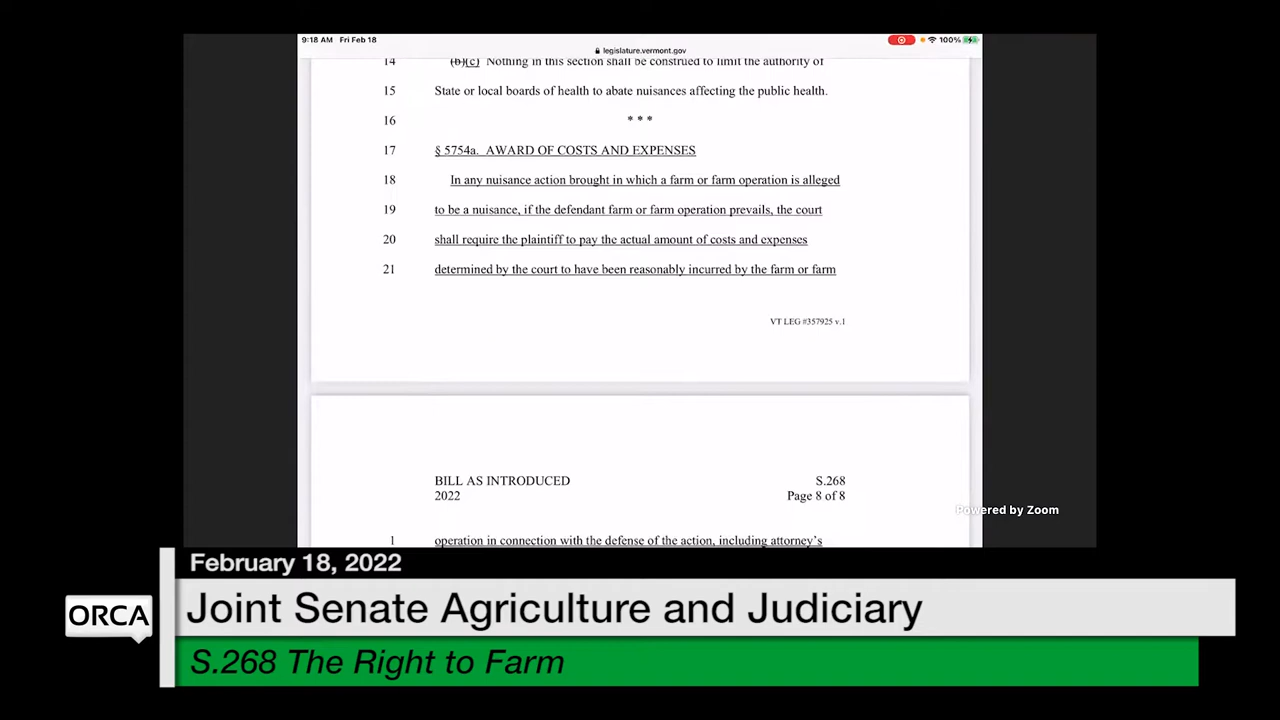 9:18 AM Fri Feb 18
100%
legislature.vermont.gov
14 (b)(c) Nothing in this section shall be construed to limit the authority of
15 State or local boards of health to abate nuisances affecting the public health.
16 * * *
17 § 5754a. AWARD OF COSTS AND EXPENSES
18 In any nuisance action brought in which a farm or farm operation is alleged
19 to be a nuisance, if the defendant farm or farm operation prevails, the court
20 shall require the plaintiff to pay the actual amount of costs and expenses
21 determined by the court to have been reasonably incurred by the farm or farm
VT LEG #357925 v.1
BILL AS INTRODUCED S.268
2022 Page 8 of 8
Powered by Zoom
1 operation in connection with the defense of the action, including attorney's
February 18, 2022
ORCA
Joint Senate Agriculture and Judiciary
S.268 The Right to Farm